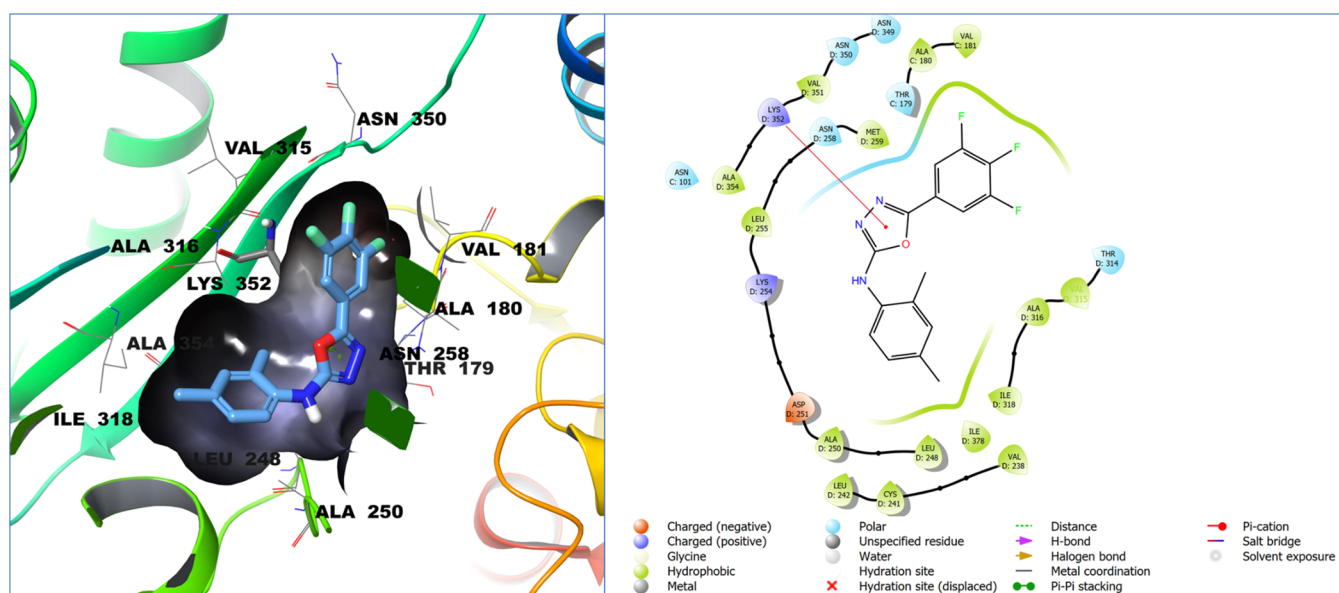 ASN 350
VAL 315
ALA 316
VAL 181
LYS 352
ALA 180
ALA 354
ASN 258
THR 179
ILE 318
LEU 248
ALA 250
ASN
D: 349
ASN
D: 350
VAL
C: 181
ALA
C: 180
VAL
D: 351
THR
C: 179
LYS
D: 352
ASN
D: 258
MET
D: 259
ASN
C: 101
ALA
D: 354
LEU
D: 255
LYS
D: 254
F
F
F
N
N
O
HN
THR
D: 314
VAL
D: 315
ALA
D: 316
ILE
D: 318
ASP
D: 251
ALA
D: 250
LEU
D: 248
ILE
D: 378
VAL
D: 238
LEU
D: 242
CYS
D: 241
Charged (negative)
Charged (positive)
Glycine
Hydrophobic
Metal
Polar
Unspecified residue
Water
Hydration site
Hydration site (displaced)
Distance
H-bond
Halogen bond
Metal coordination
Pi-Pi stacking
Pi-cation
Salt bridge
Solvent exposure